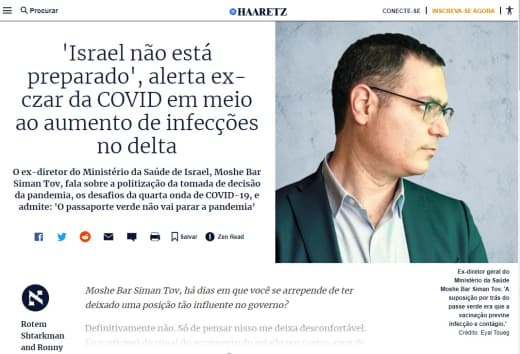 Procurar
HAARETZ
CONECTE-SE | INSCREVA-SE AGORA
'Israel não está
preparado', alerta ex-
czar da COVID em meio
ao aumento de infecções
no delta
O ex-diretor do Ministério da Saúde de Israel, Moshe Bar
Siman Tov, fala sobre a politização da tomada de decisão
da pandemia, os desafios da quarta onda de COVID-19, e
admite: 'O passaporte verde não vai parar a pandemia'
Salvar
Zen Read
Ex-diretor geral do
Ministério da Saúde
Moshe Bar Siman Tov. 'A
suposição por trás do
passe verde era que a
vacinação previne
infecção e contágio.'
Crédito: Eyal Toueg
Rotem
Shtarkman
and Ronny
Moshe Bar Siman Tov, há dias em que você se arrepende de ter
deixado uma posição tão influente no governo?
Definitivamente não. Só de pensar nisso me deixa desconfortável.